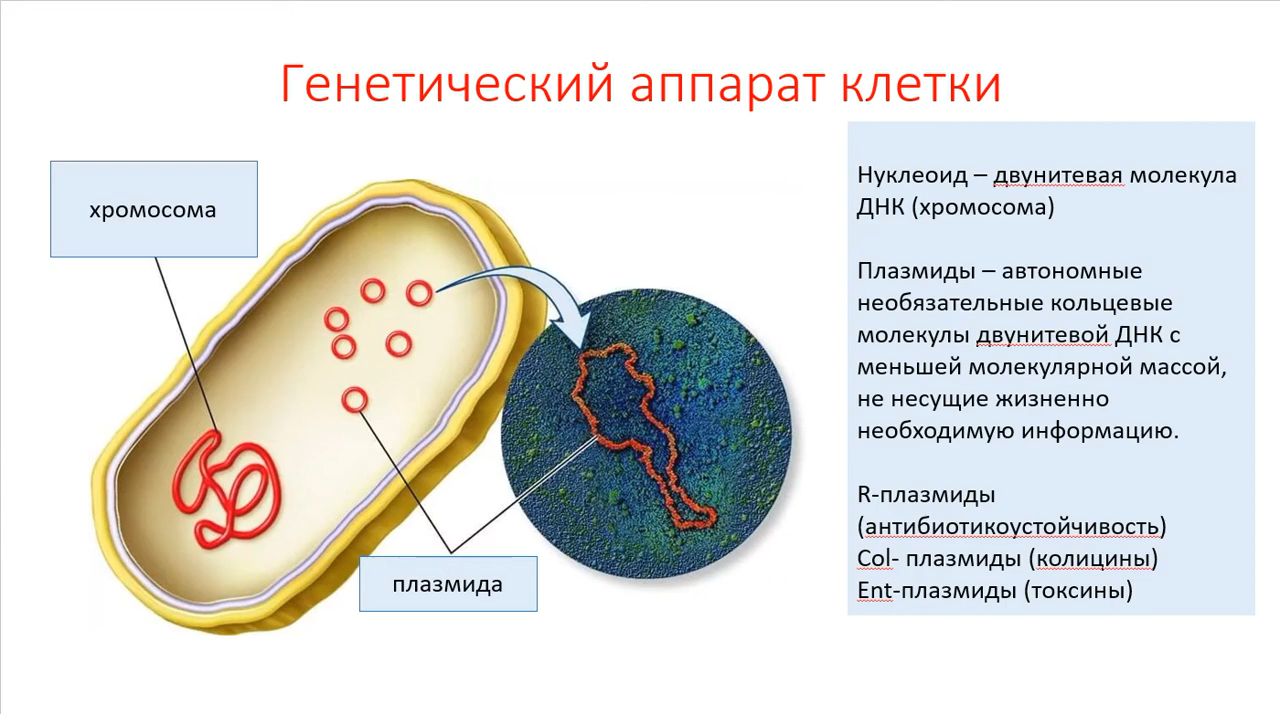 Генетический аппарат клетки
хромосома
плазмида
Нуклеоид – двунитевая молекула
ДНК (хромосома)
Плазмиды – автономные
необязательные кольцевые
молекулы двунитевой ДНК с
меньшей молекулярной массой,
не несущие жизненно
необходимую информацию.
R-плазмиды
(антибиотикоустойчивость)
Col- плазмиды (колицины)
Ent-плазмиды (токсины)